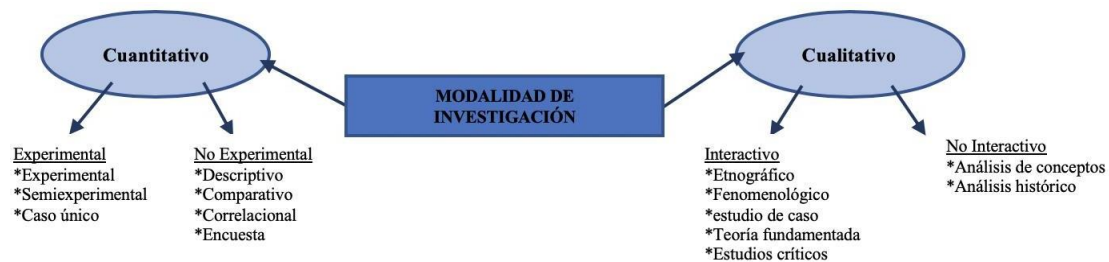 Cuantitativo
Cualitativo
MODALIDAD DE
INVESTIGACIÓN
Experimental
*Experimental
*Semiexperimental
*Caso único
No Experimental
*Descriptivo
*Comparativo
*Correlacional
*Encuesta
Interactivo
*Etnográfico
*Fenomenológico
*estudio de caso
*Teoría fundamentada
*Estudios críticos
No Interactivo
*Análisis de conceptos
*Análisis histórico